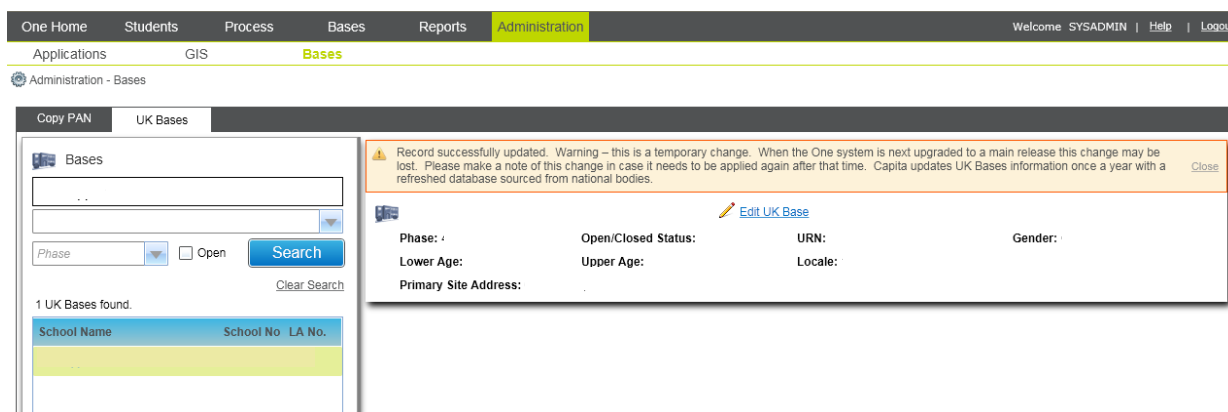 One Home Students Process Bases Reports Administration Welcome SYSADMIN | Help |
Applications GIS Bases
Administration - Bases
Copy PAN UK Bases
Bases
Phase Open Search
Clear Search
1 UK Bases found.
School Name School No LA No.
Record successfully updated. Warning – this is a temporary change. When the One system is next upgraded to a main release this change may be
lost. Please make a note of this change in case it needs to be applied again after that time. Capita updates UK Bases information once a year with a
refreshed database sourced from national bodies.
Close
Edit UK Base
Phase: Open/Closed Status: URN: Gender:
Lower Age: Upper Age: Locale:
Primary Site Address: